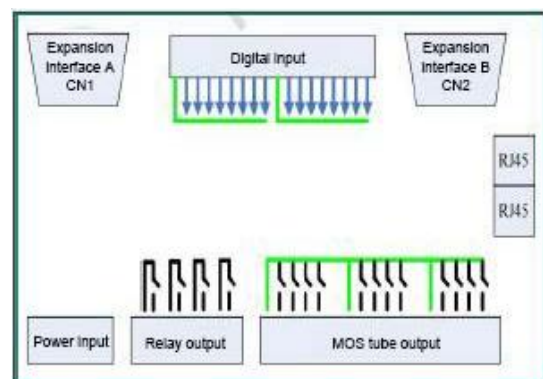 Expansion
Interface A
CN1
Digital input
Expansion
Interface B
CN2
RJ45
RJ45
Power input
Relay output
MOS tube output